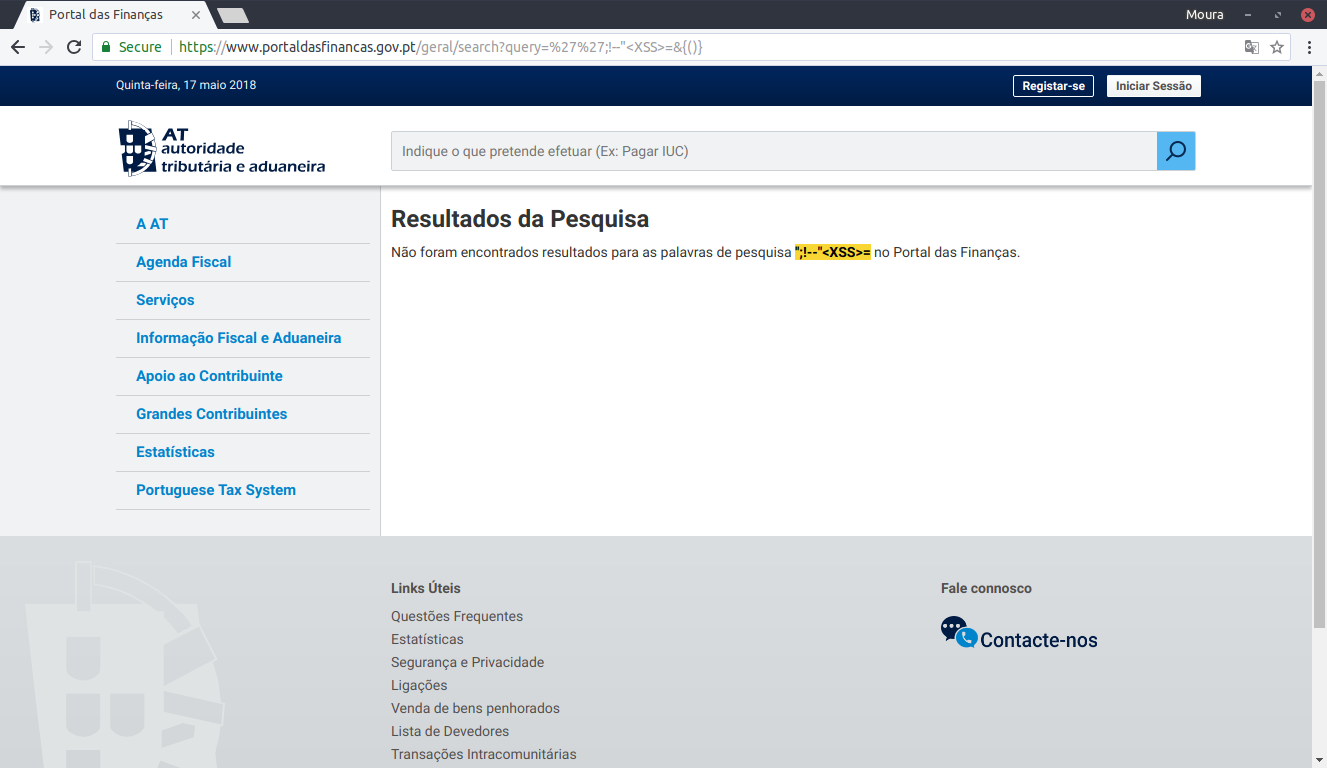 Portal das Finanças
Moura
Secure https://www.portaldasfinancas.gov.pt/geral/search?query=%27%27;!--"<XSS>=&{()}
Quinta-feira, 17 maio 2018
Registar-se
Iniciar Sessão
AT
autoridade
tributária e aduaneira
Indique o que pretende efetuar (Ex: Pagar IUC)
A AT
Agenda Fiscal
Serviços
Informação Fiscal e Aduaneira
Apoio ao Contribuinte
Grandes Contribuintes
Estatísticas
Portuguese Tax System
Resultados da Pesquisa
Não foram encontrados resultados para as palavras de pesquisa '';!--"<XSS>= no Portal das Finanças.
Links Úteis
Questões Frequentes
Estatísticas
Segurança e Privacidade
Ligações
Venda de bens penhorados
Lista de Devedores
Transações Intracomunitárias
Fale connosco
Contacte-nos